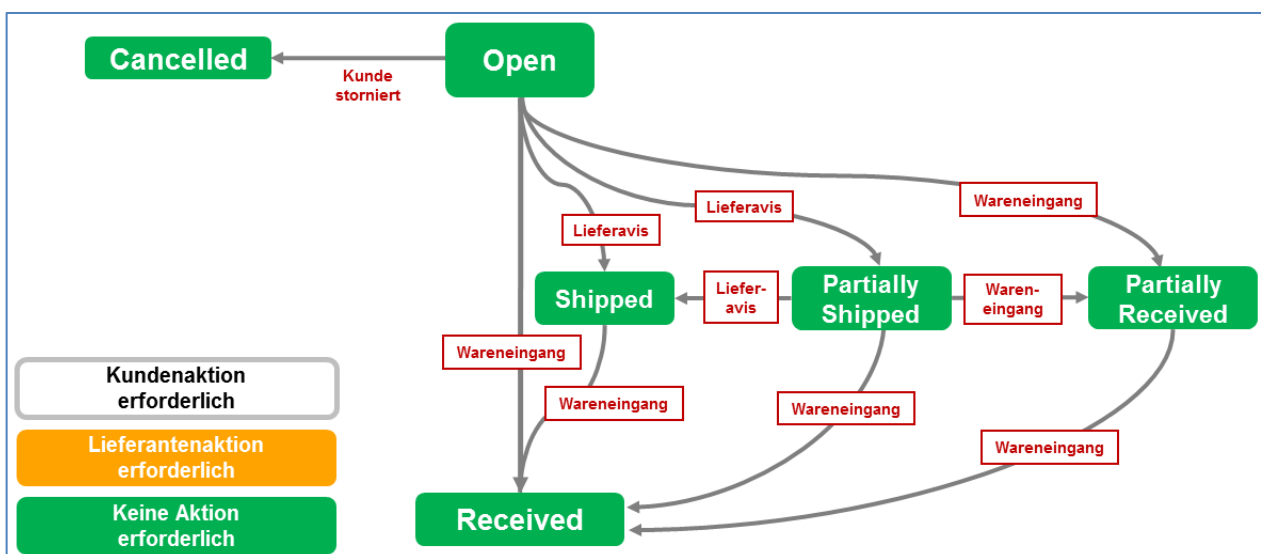 Cancelled
Open
Kunde
storniert
Wareneingang
Lieferavis
Lieferavis
Shipped
Liefer-
avis
Partially
Shipped
Waren-
eingang
Partially
Received
Wareneingang
Wareneingang
Wareneingang
Wareneingang
Kundenaktion
erforderlich
Lieferantenaktion
erforderlich
Keine Aktion
erforderlich
Received